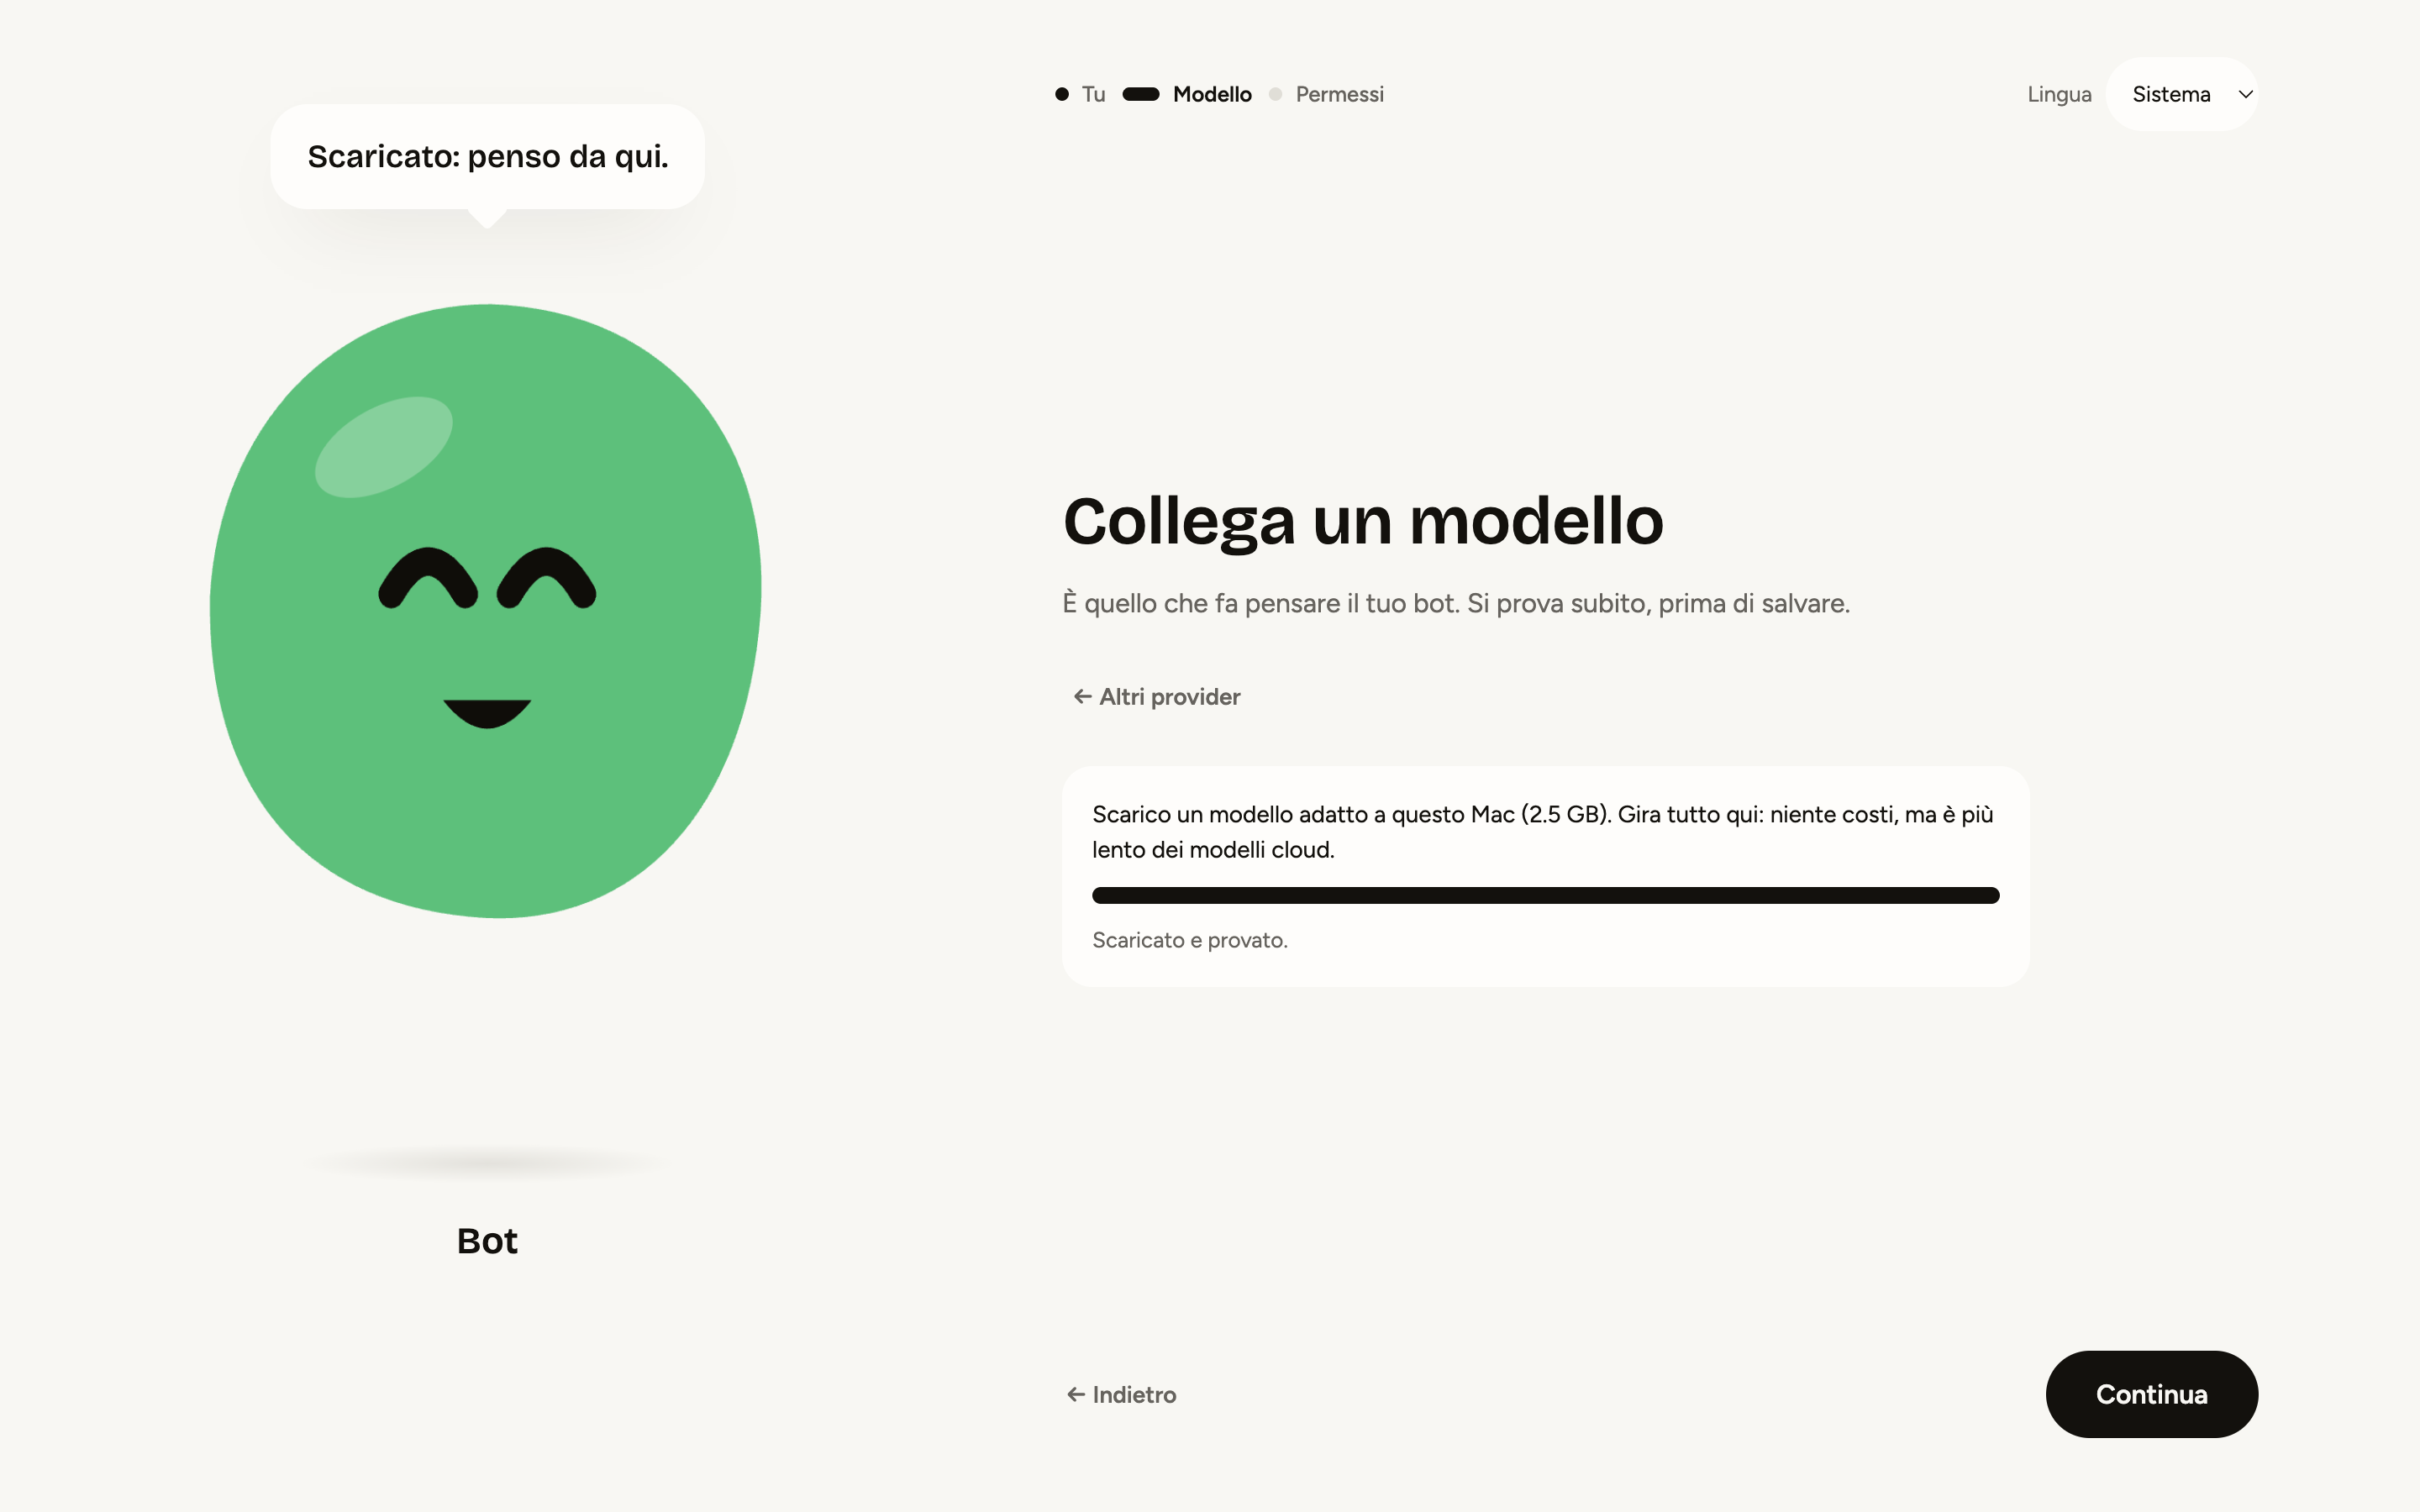 Scaricato: penso da qui.
Bot
Tu Modello Permessi
Lingua Sistema
Collega un modello
È quello che fa pensare il tuo bot. Si prova subito, prima di salvare.
← Altri provider
Scarico un modello adatto a questo Mac (2.5 GB). Gira tutto qui: niente costi, ma è più
lento dei modelli cloud.
Scaricato e provato.
← Indietro
Continua